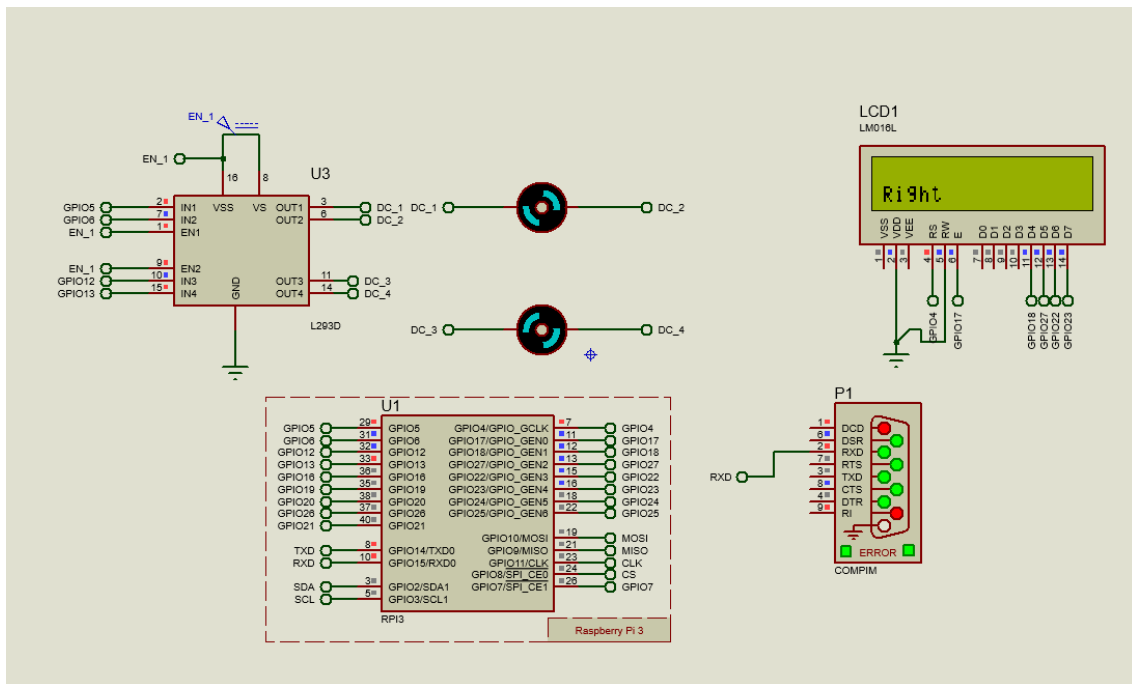 EN_1
EN_1
16 8
U3
GPIO5 2 IN1 VSS VS OUT1 3 DC_1
GPIO6 7 IN2 OUT2 6 DC_2
EN_1 1 EN1
EN_1 9 EN2
GPIO12 10 IN3 OUT3 11 DC_3
GPIO13 15 IN4 OUT4 14 DC_4
GND
L293D
DC_1 DC_2
DC_3 DC_4
LCD1
LM016L
Right
VSS VDD VEE RS RW E D0 D1 D2 D3 D4 D5 D6 D7
1 2 3 4 5 6 7 8 9 10 11 12 13 14
GPIO4 GPIO17 GPIO18 GPIO27 GPIO22 GPIO23
U1
GPIO5 29 GPIO5 GPIO4/GPIO_GCLK 7 GPIO4
GPIO6 31 GPIO6 GPIO17/GPIO_GEN0 11 GPIO17
GPIO12 32 GPIO12 GPIO18/GPIO_GEN1 12 GPIO18
GPIO13 33 GPIO13 GPIO27/GPIO_GEN2 13 GPIO27
GPIO16 36 GPIO16 GPIO22/GPIO_GEN3 15 GPIO22
GPIO19 35 GPIO19 GPIO23/GPIO_GEN4 16 GPIO23
GPIO20 38 GPIO20 GPIO24/GPIO_GEN5 18 GPIO24
GPIO26 37 GPIO26 GPIO25/GPIO_GEN6 22 GPIO25
GPIO21 40 GPIO21
GPIO10/MOSI 19 MOSI
TXD 8 GPIO14/TXD0 GPIO9/MISO 21 MISO
RXD 10 GPIO15/RXD0 GPIO11/CLK 23 CLK
GPIO8/SPI_CE0 24 CS
SDA 3 GPIO2/SDA1 GPIO7/SPI_CE1 26 GPIO7
SCL 5 GPIO3/SCL1
RPI3
Raspberry Pi 3
P1
1 DCD
6 DSR
RXD 2 RXD
7 RTS
3 TXD
8 CTS
4 DTR
9 RI
ERROR
COMPIM